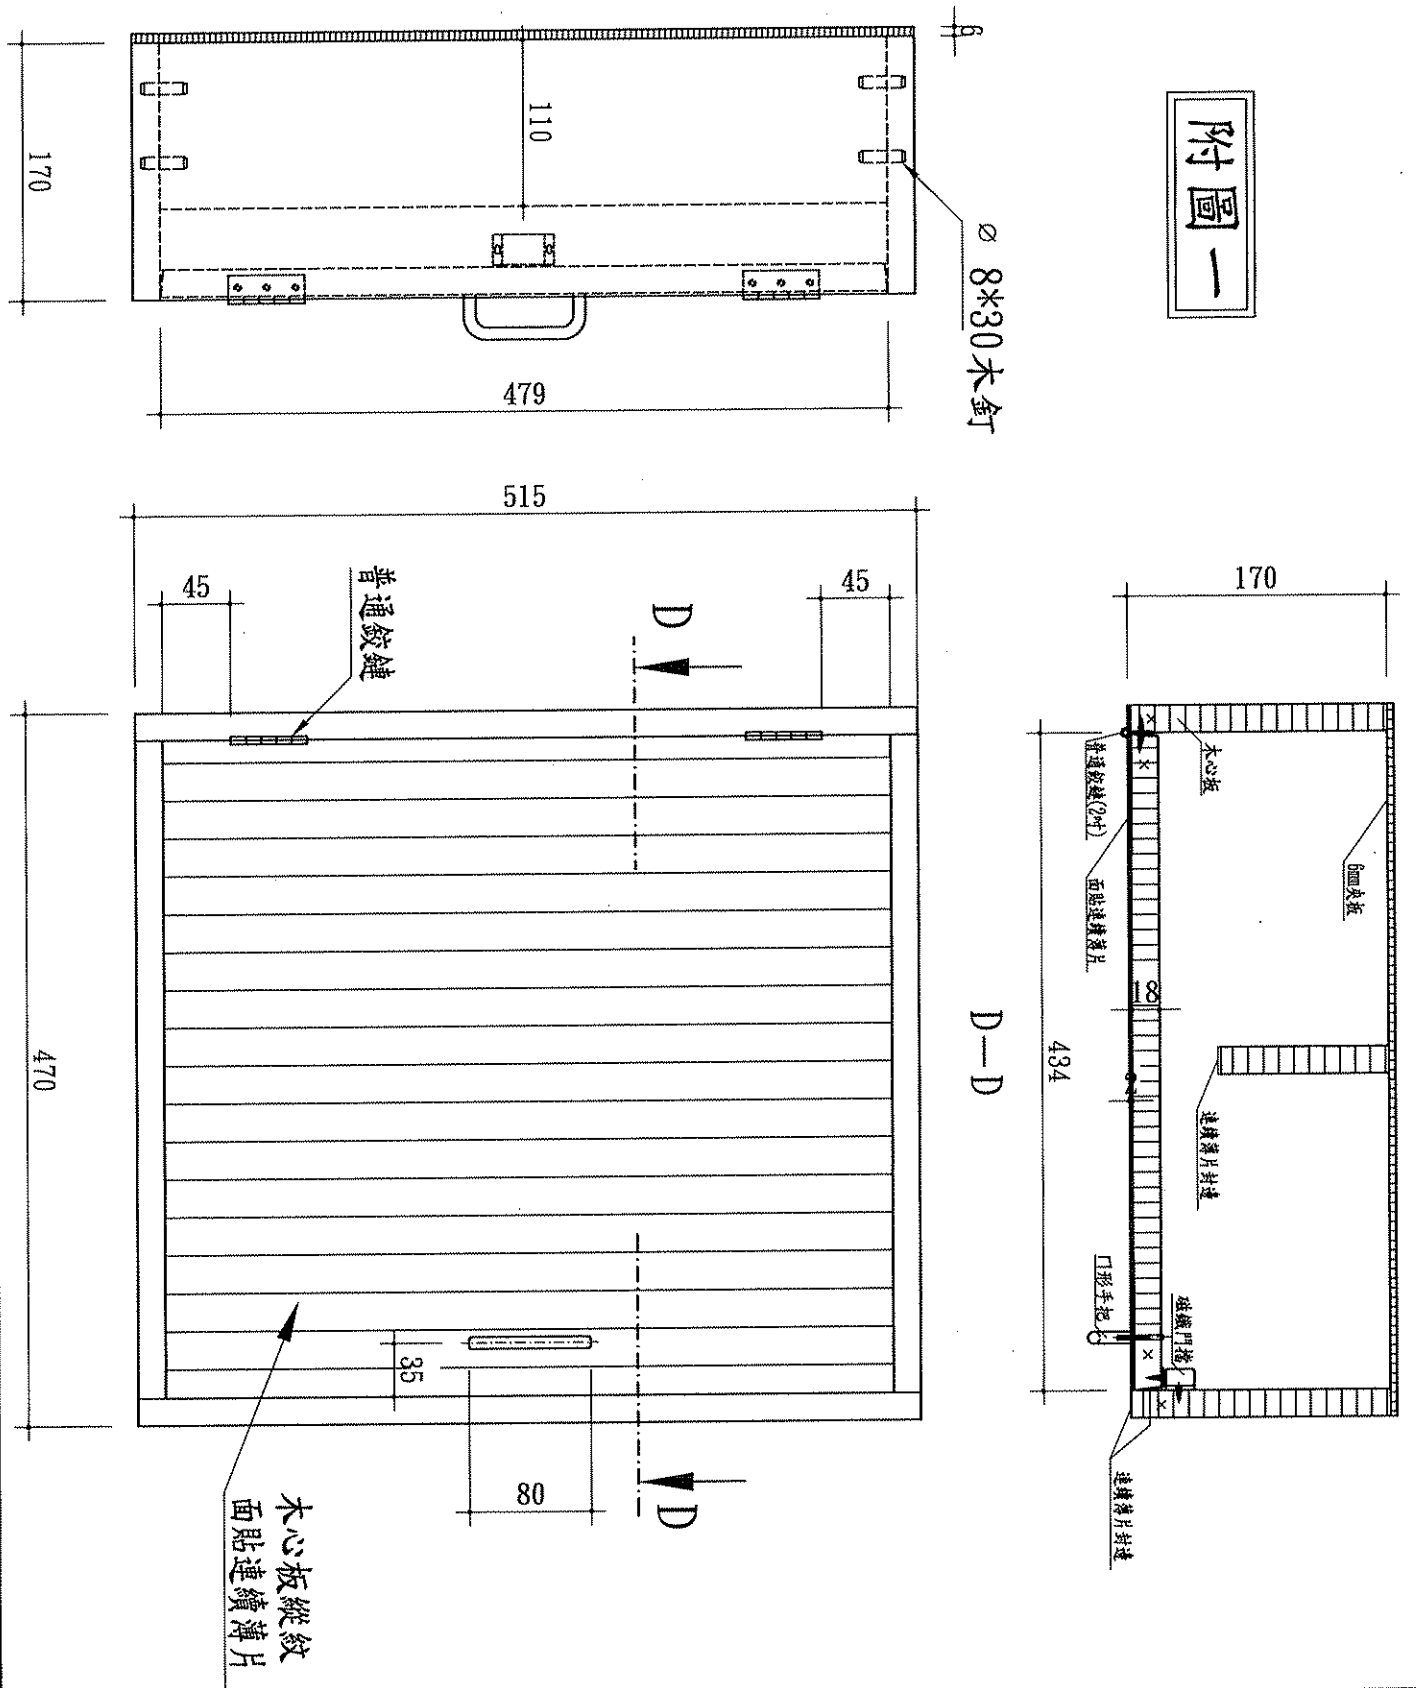 附圖一
6
110
170
⌀ 8*30木釘
479
515
45
45
普通鉸鏈
D
D
470
35
80
木心板縱紋
面貼連續薄片
D—D
170
木心板
6mm夾板
普通鉸鏈(2吋)
面貼連續薄片
18
2
434
連續薄片封邊
ㄇ形手把
磁鐵門擋
連續薄片封邊